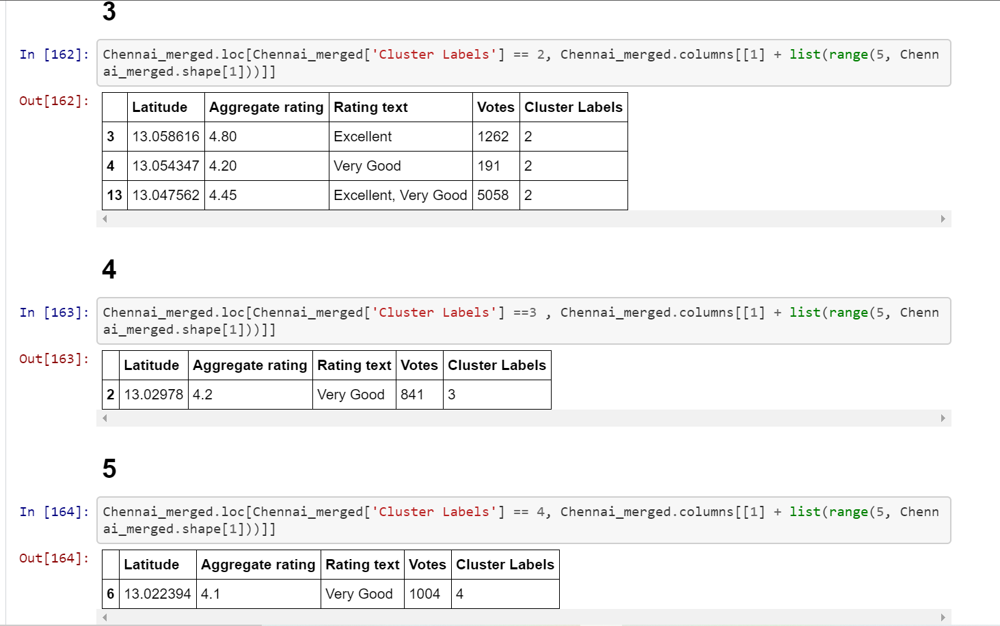 3
In [162]: Chennai_merged.loc[Chennai_merged['Cluster Labels'] == 2, Chennai_merged.columns[[1] + list(range(5, Chenn
ai_merged.shape[1]))]]
Out[162]:
Latitude Aggregate rating Rating text Votes Cluster Labels
3 13.058616 4.80 Excellent 1262 2
4 13.054347 4.20 Very Good 191 2
13 13.047562 4.45 Excellent, Very Good 5058 2
4
In [163]: Chennai_merged.loc[Chennai_merged['Cluster Labels'] ==3 , Chennai_merged.columns[[1] + list(range(5, Chenn
ai_merged.shape[1]))]]
Out[163]:
Latitude Aggregate rating Rating text Votes Cluster Labels
2 13.02978 4.2 Very Good 841 3
5
In [164]: Chennai_merged.loc[Chennai_merged['Cluster Labels'] == 4, Chennai_merged.columns[[1] + list(range(5, Chenn
ai_merged.shape[1]))]]
Out[164]:
Latitude Aggregate rating Rating text Votes Cluster Labels
6 13.022394 4.1 Very Good 1004 4